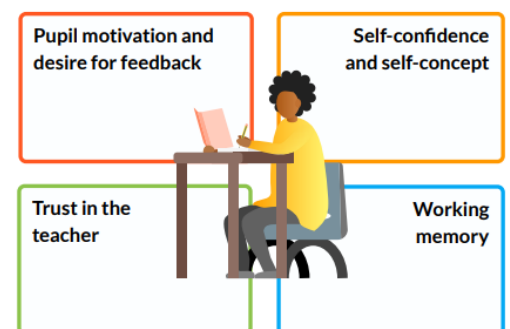 Pupil motivation and
desire for feedback
Self-confidence
and self-concept
Trust in the
teacher
Working
memory